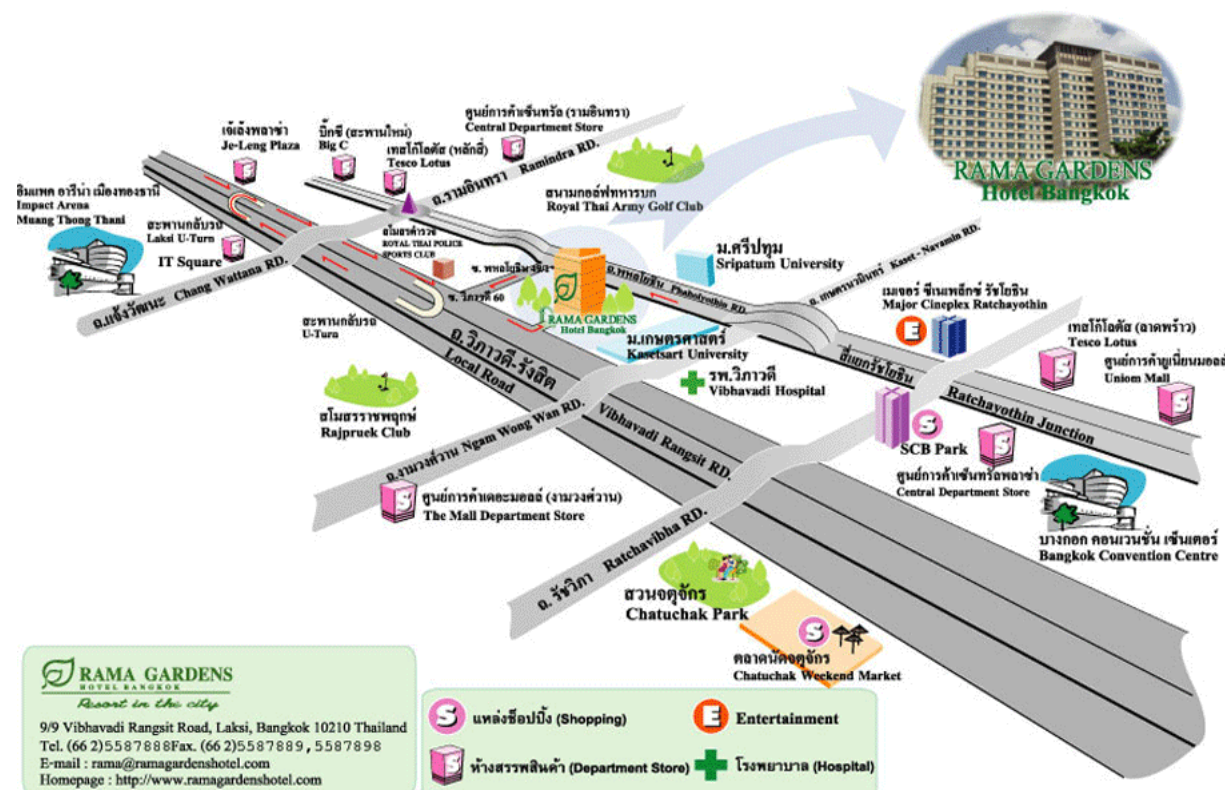 RAMA GARDENS
Hotel Bangkok
ศูนย์การค้าเซ็นทรัล (รามอินทรา)
Central Department Store
เจ้เล้งพลาซ่า
Je-Leng Plaza
บิ๊กซี (สะพานใหม่)
Big C
เทสโก้โลตัส (หลักสี่)
Tesco Lotus
ถ.รามอินทรา Ramindra RD.
สนามกอล์ฟทหารบก
Royal Thai Army Golf Club
อิมแพค อารีน่า เมืองทองธานี
Impact Arena
Muang Thong Thani
สะพานกลับรถ
Laksi U-Turn
IT Square
สโมสรตำรวจ
ROYAL THAI POLICE
SPORTS CLUB
ถ.แจ้งวัฒนะ Chang Wattana RD.
ม.ศรีปทุม
Sripatum University
ถ. เกษตรนวมินทร์ Kaset-Navamin RD.
ซ. พหลโยธิน
ถ.พหลโยธิน Phaholyothin RD.
ซ. วิภาวดี 60
RAMA GARDENS
Hotel Bangkok
สะพานกลับรถ
U-Turn
เมเจอร์ ซีเนเพล็กซ์ รัชโยธิน
Major Cineplex Ratchayothin
E
เทสโก้โลตัส (ลาดพร้าว)
Tesco Lotus
ศูนย์การค้ายูเนี่ยนมอลล์
Uniom Mall
ม.เกษตรศาสตร์
Kasetsart University
รพ.วิภาวดี
Vibhavadi Hospital
สี่แยกรัชโยธิน
Ratchayothin Junction
ถ.วิภาวดี-รังสิต
Local Road
Vibhavadi Rangsit RD.
สโมสรราชพฤกษ์
Rajpruek Club
ถ.งามวงศ์วาน Ngam Wong Wan RD.
S
SCB Park
ศูนย์การค้าเซ็นทรัลพลาซ่า
Central Department Store
ศูนย์การค้าเดอะมอลล์ (งามวงศ์วาน)
The Mall Department Store
บางกอก คอนเวนชั่น เซ็นเตอร์
Bangkok Convention Centre
ถ. รัชวิภา Ratchavibha RD.
สวนจตุจักร
Chatuchak Park
S
ตลาดนัดจตุจักร
Chatuchak Weekend Market
RAMA GARDENS
HOTEL BANGKOK
Resort in the city
9/9 Vibhavadi Rangsit Road, Laksi, Bangkok 10210 Thailand
Tel. (66 2)5587888Fax. (66 2)5587889, 5587898
E-mail : rama@ramagardenshotel.com
Homepage : http://www.ramagardenshotel.com
S แหล่งช็อปปิ้ง (Shopping)
E Entertainment
S ห้างสรรพสินค้า (Department Store)
โรงพยาบาล (Hospital)